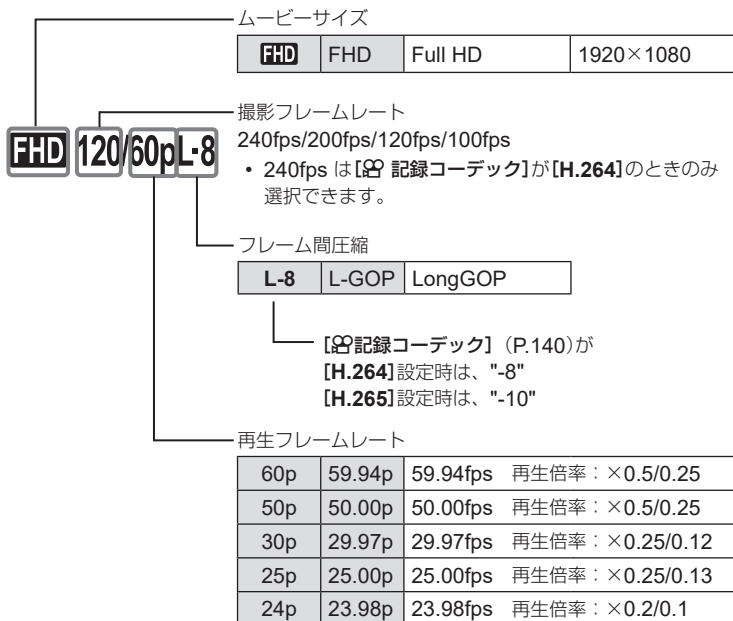 ムービーサイズ
FHD FHD Full HD 1920×1080
撮影フレームレート
FHD 120/60pL-8
240fps/200fps/120fps/100fps
• 240fps は[ 記録コーデック]が[H.264]のときのみ
選択できます。
フレーム間圧縮
L-8 L-GOP LongGOP
[記録コーデック](P.140)が
[H.264]設定時は、"-8"
[H.265]設定時は、"-10"
再生フレームレート
60p 59.94p 59.94fps 再生倍率：×0.5/0.25
50p 50.00p 50.00fps 再生倍率：×0.5/0.25
30p 29.97p 29.97fps 再生倍率：×0.25/0.12
25p 25.00p 25.00fps 再生倍率：×0.25/0.13
24p 23.98p 23.98fps 再生倍率：×0.2/0.1